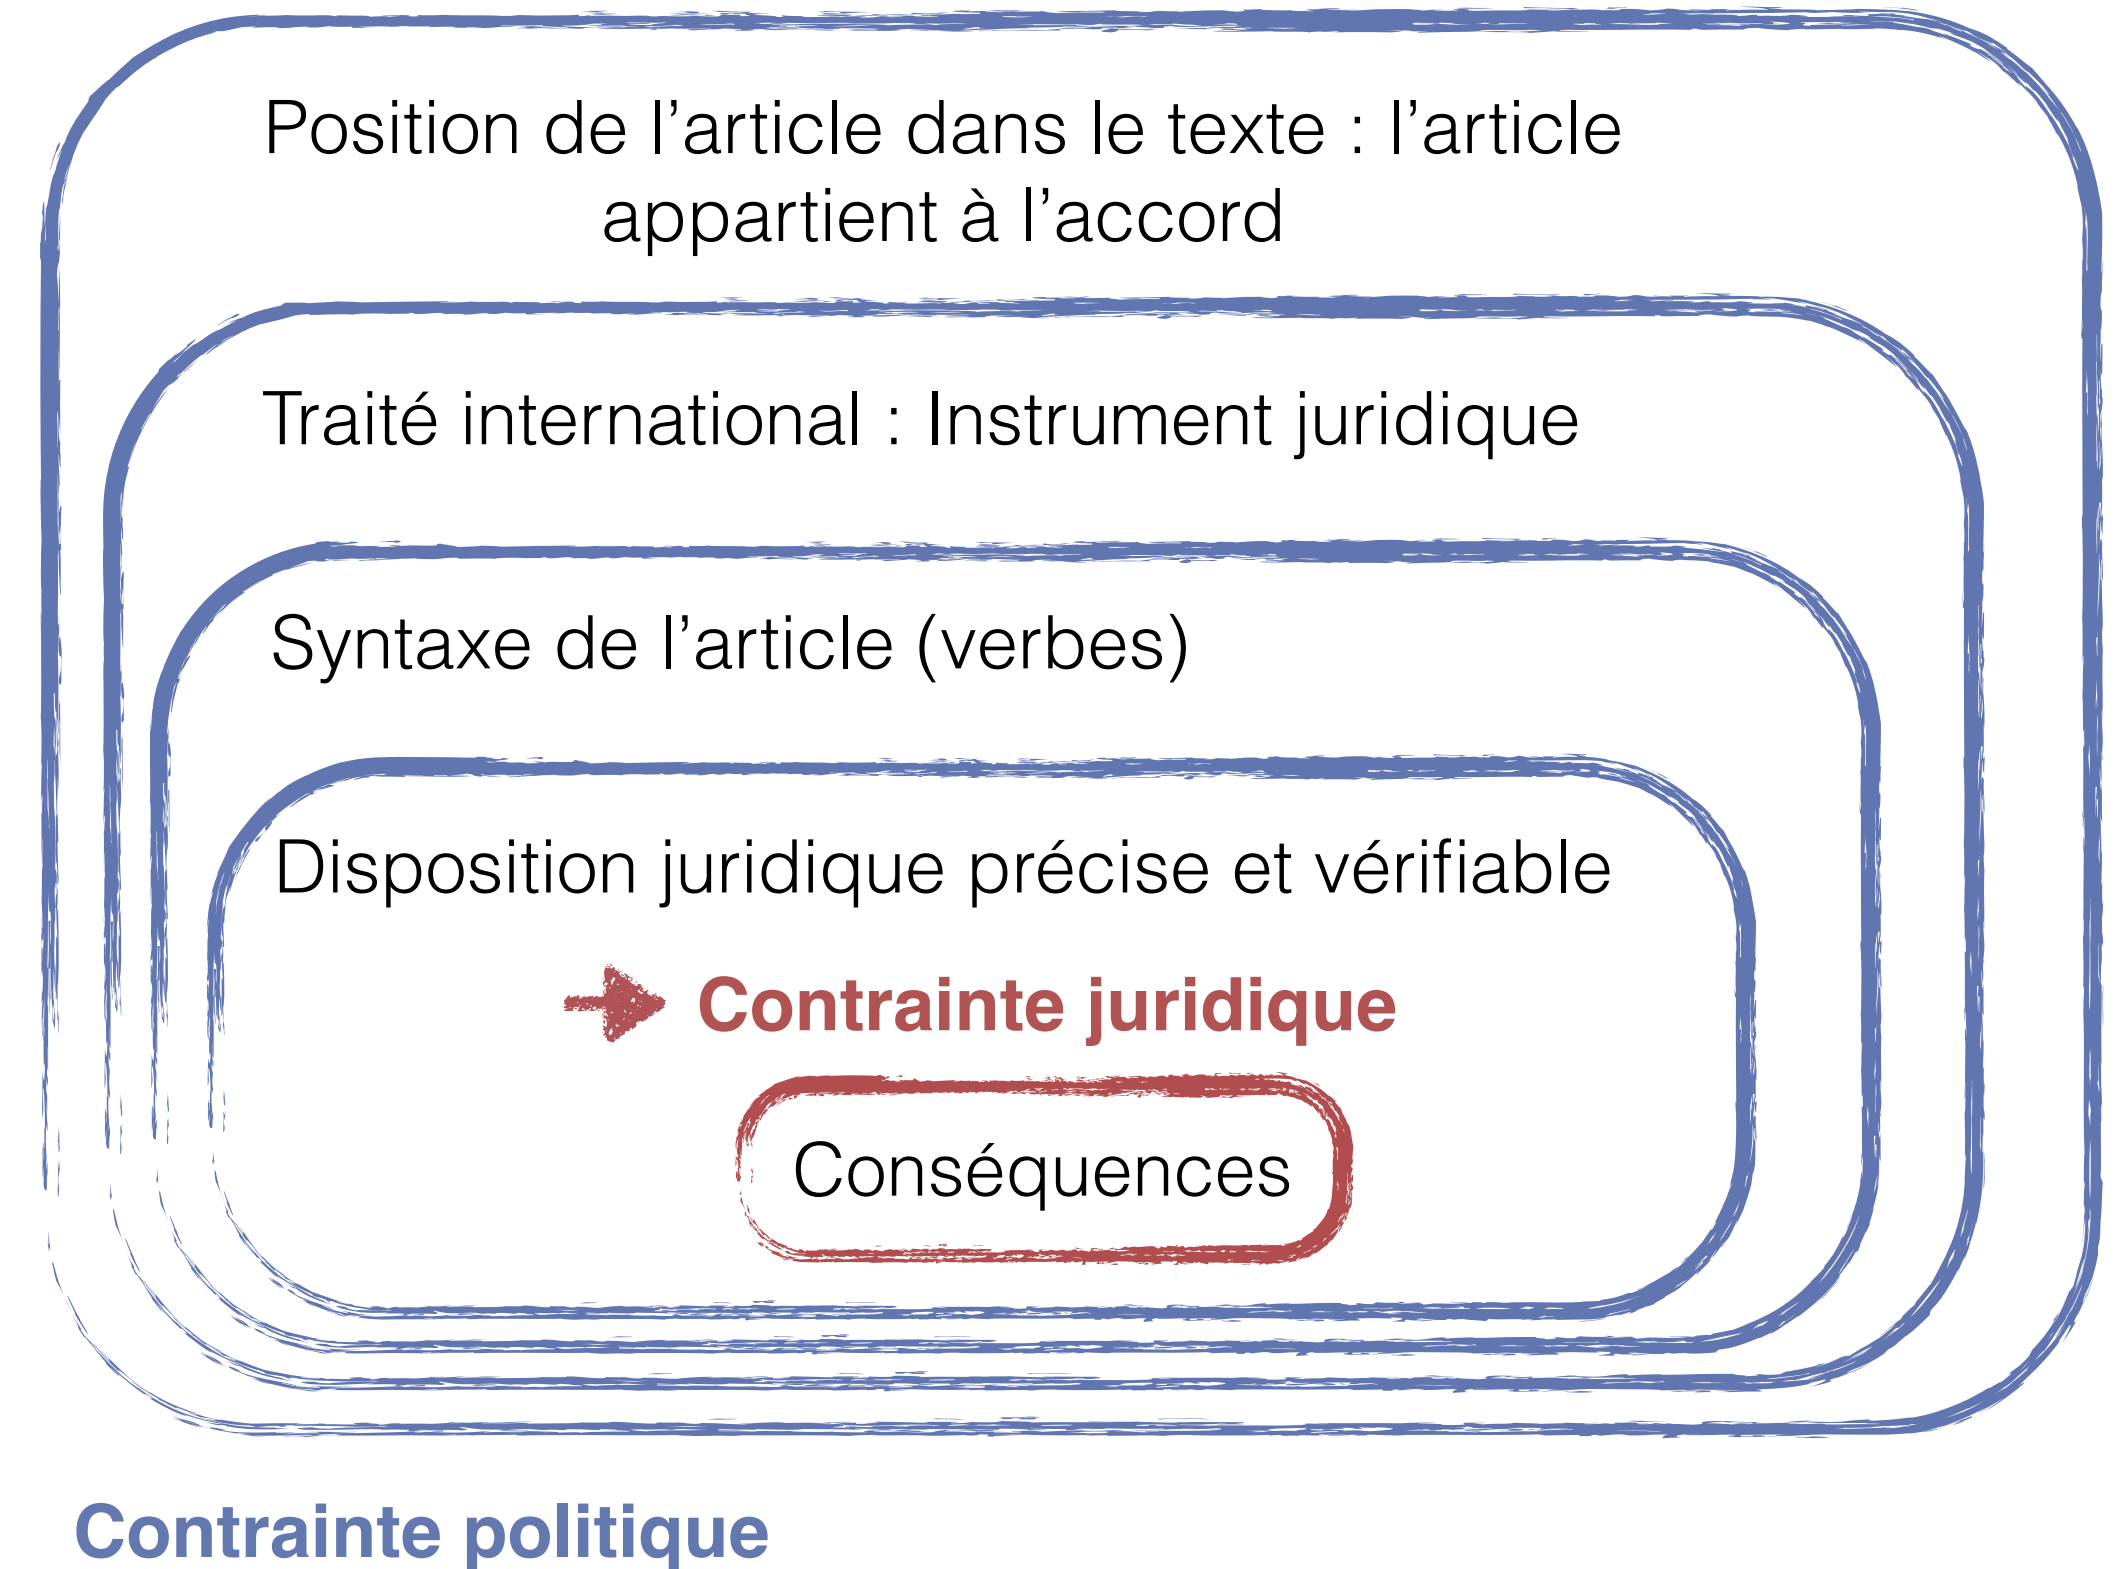 Position de l’article dans le texte : l’article
appartient à l’accord
Traité international : Instrument juridique
Syntaxe de l’article (verbes)
Disposition juridique précise et vérifiable
Contrainte juridique
Conséquences
Contrainte politique